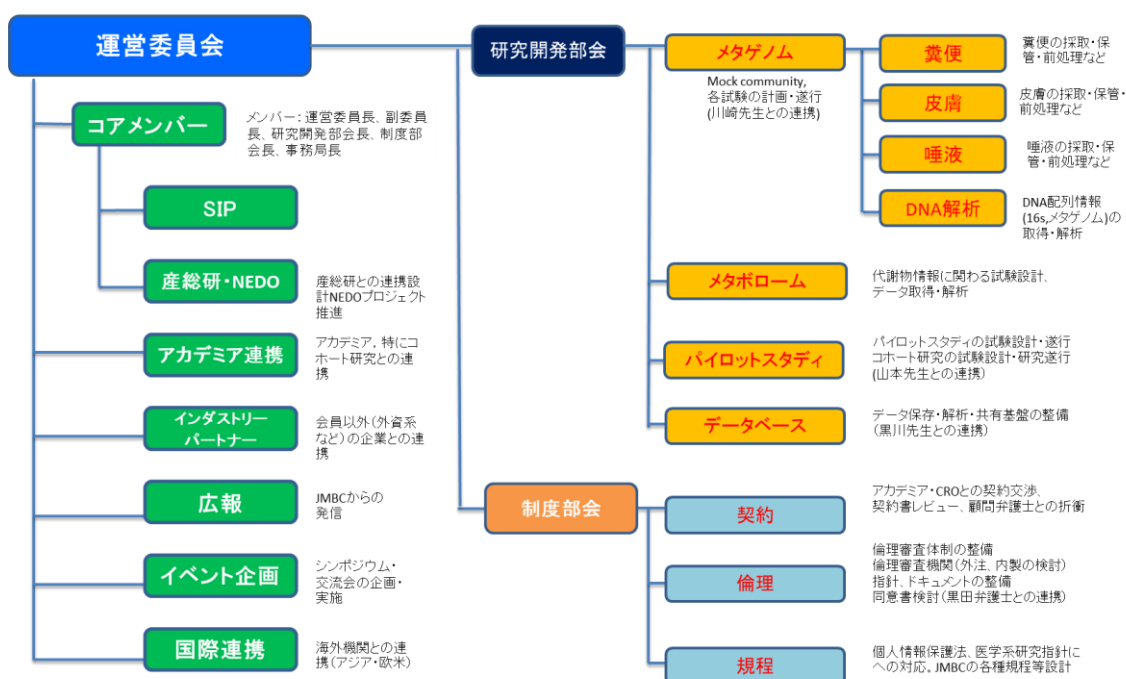 運営委員会
コアメンバー
メンバー：運営委員長、副委員
長、研究開発部会長、制度部
会長、事務局長
SIP
産総研・NEDO
産総研との連携設
計NEDOプロジェクト
推進
アカデミア連携
アカデミア，特にコ
ホート研究との連
携
インダストリー
パートナー
会員以外(外資系
など)の企業との連
携
広報
JMBCからの
発信
イベント企画
シンポジウム・
交流会の企画・
実施
国際連携
海外機関との連
携(アジア・欧米)
研究開発部会
メタゲノム
Mock community,
各試験の計画・遂行
(川崎先生との連携)
糞便
糞便の採取・保
管・前処理など
皮膚
皮膚の採取・保管・
前処理など
唾液
唾液の採取・保
管・前処理など
DNA解析
DNA配列情報
(16s,メタゲノム)の
取得・解析
メタボローム
代謝物情報に関わる試験設計、
データ取得・解析
パイロットスタディ
パイロットスタディの試験設計・遂行
コホート研究の試験設計・研究遂行
(山本先生との連携)
データベース
データ保存・解析・共有基盤の整備
(黒川先生との連携)
制度部会
契約
アカデミア・CROとの契約交渉、
契約書レビュー、顧問弁護士との折衝
倫理
倫理審査体制の整備
倫理審査機関(外注、内製の検討)
指針、ドキュメントの整備
同意書検討(黒田弁護士との連携)
規程
個人情報保護法、医学系研究指針に
への対応。JMBCの各種規程等設計